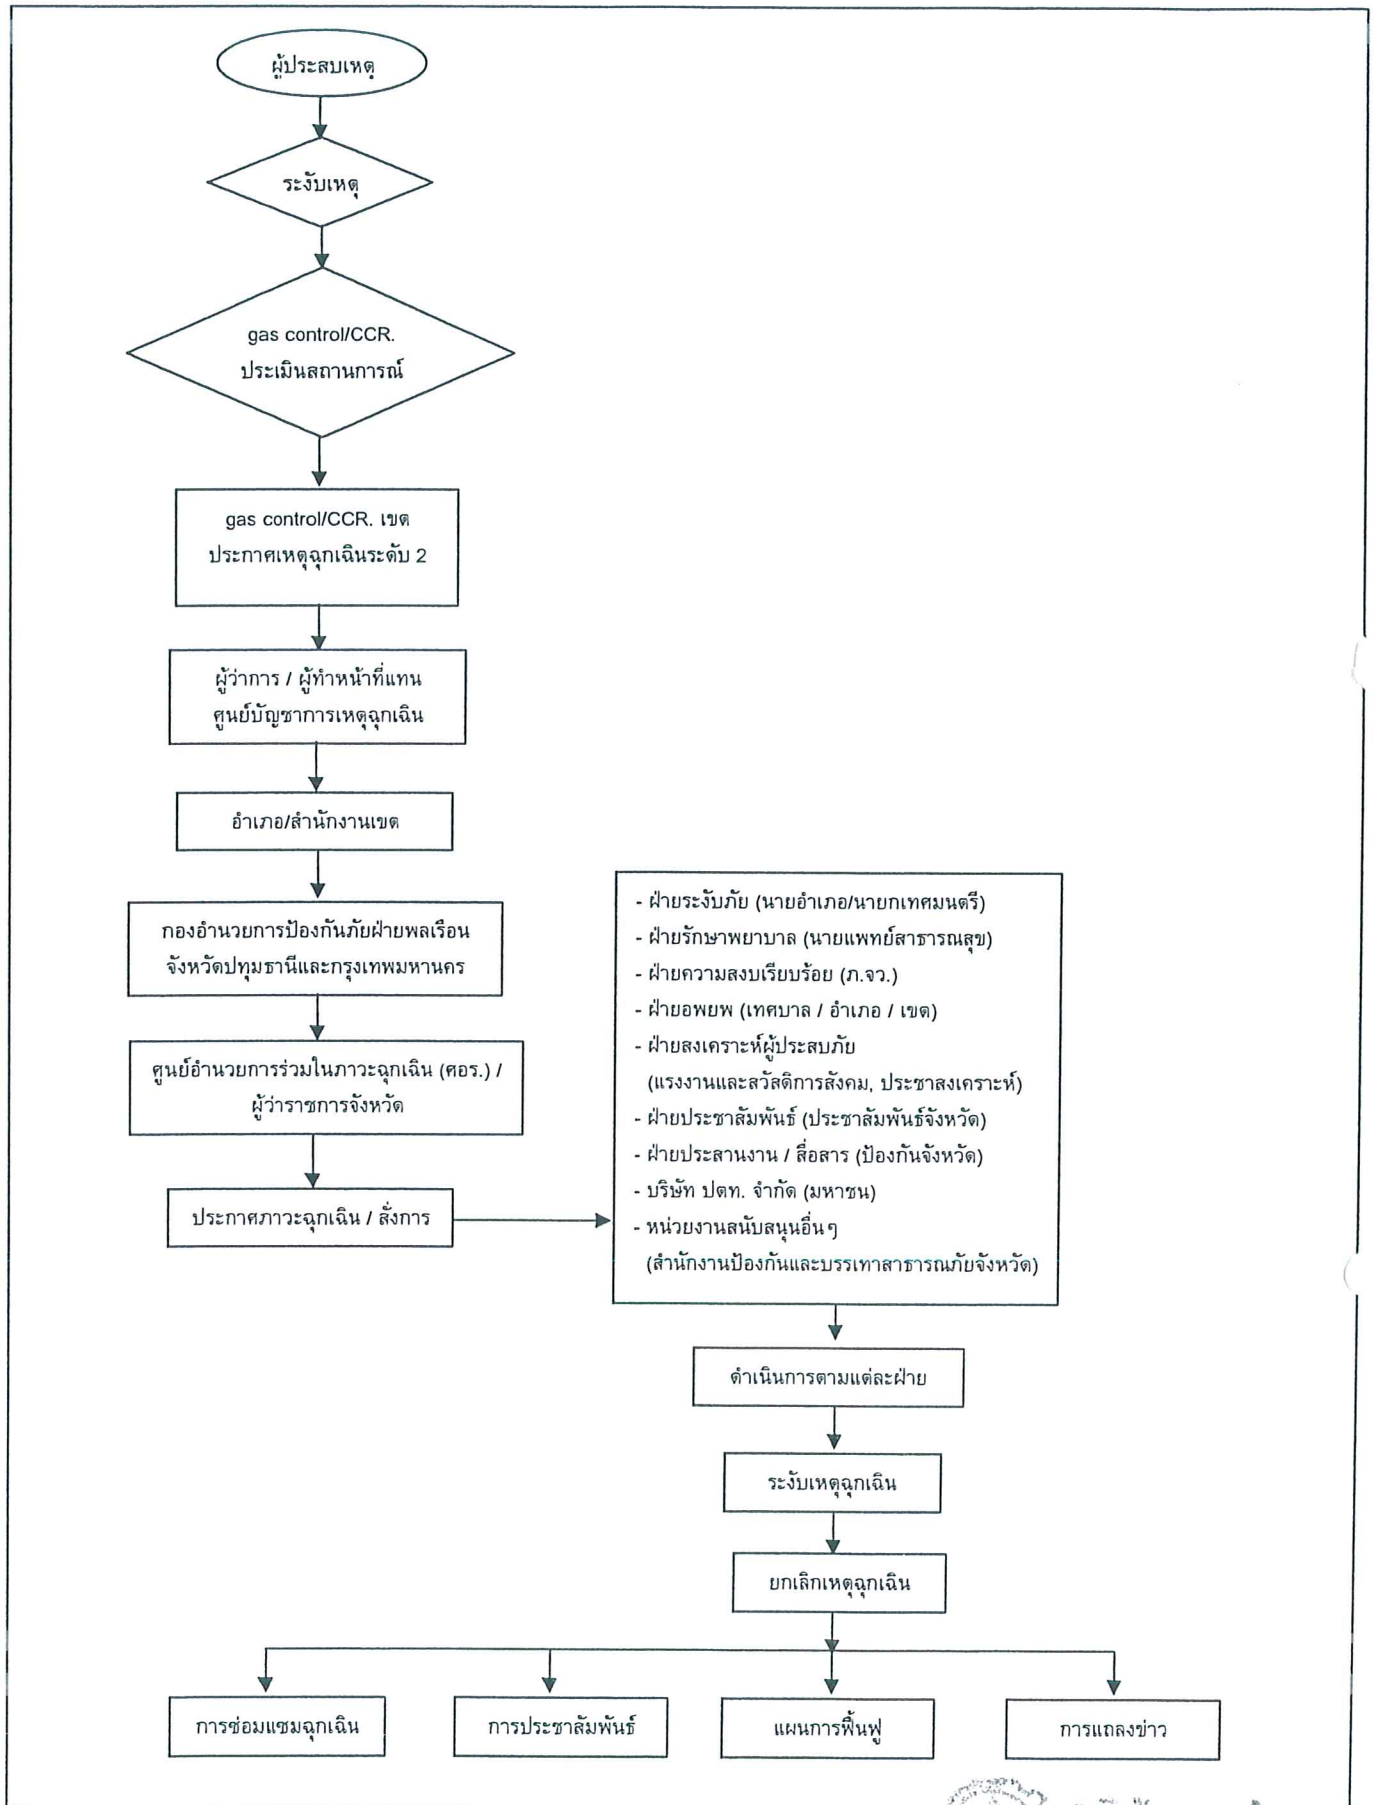 ผู้ประสบเหตุ
ระงับเหตุ
gas control/CCR.
ประเมินสถานการณ์
gas control/CCR. เขต
ประกาศเหตุฉุกเฉินระดับ 2
ผู้ว่าการ / ผู้ทำหน้าที่แทน
ศูนย์บัญชาการเหตุฉุกเฉิน
อำเภอ/สำนักงานเขต
กองอำนวยการป้องกันภัยฝ่ายพลเรือน
จังหวัดปทุมธานีและกรุงเทพมหานคร
ศูนย์อำนวยการร่วมในภาวะฉุกเฉิน (ศอร.) /
ผู้ว่าราชการจังหวัด
ประกาศภาวะฉุกเฉิน / สั่งการ
- ฝ่ายระงับภัย (นายอำเภอ/นายกเทศมนตรี)
- ฝ่ายรักษาพยาบาล (นายแพทย์สาธารณสุข)
- ฝ่ายความสงบเรียบร้อย (ภ.จว.)
- ฝ่ายอพยพ (เทศบาล / อำเภอ / เขต)
- ฝ่ายสงเคราะห์ผู้ประสบภัย
(แรงงานและสวัสดิการสังคม, ประชาสงเคราะห์)
- ฝ่ายประชาสัมพันธ์ (ประชาสัมพันธ์จังหวัด)
- ฝ่ายประสานงาน / สื่อสาร (ป้องกันจังหวัด)
- บริษัท ปตท. จำกัด (มหาชน)
- หน่วยงานสนับสนุนอื่นๆ
(สำนักงานป้องกันและบรรเทาสาธารณภัยจังหวัด)
ดำเนินการตามแต่ละฝ่าย
ระงับเหตุฉุกเฉิน
ยกเลิกเหตุฉุกเฉิน
การซ่อมแซมฉุกเฉิน
การประชาสัมพันธ์
แผนการฟื้นฟู
การแถลงข่าว